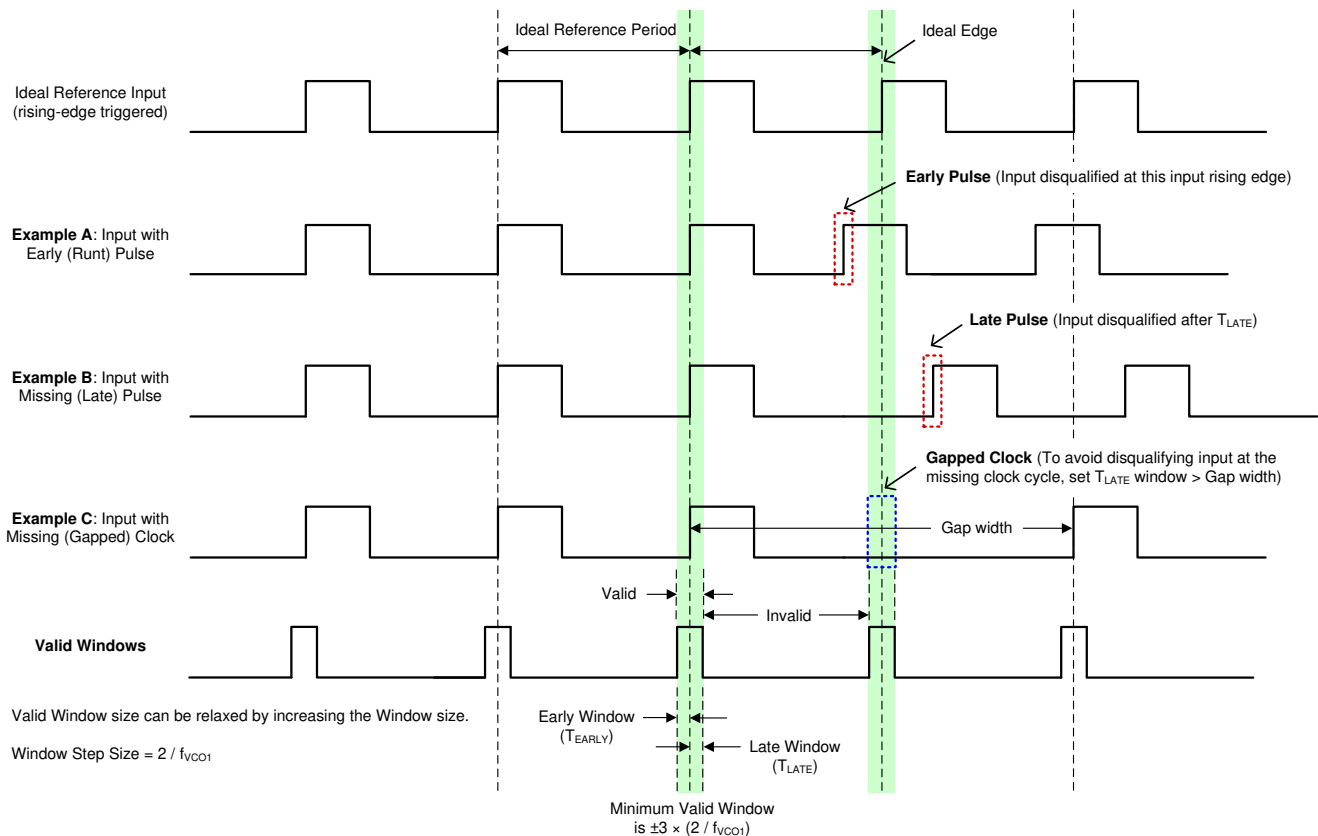 Ideal Reference Period
Ideal Edge
Ideal Reference Input
(rising-edge triggered)
Early Pulse (Input disqualified at this input rising edge)
Example A: Input with
Early (Runt) Pulse
Late Pulse (Input disqualified after TLATE)
Example B: Input with
Missing (Late) Pulse
Gapped Clock (To avoid disqualifying input at the
missing clock cycle, set TLATE window > Gap width)
Example C: Input with
Missing (Gapped) Clock
Gap width
Valid
Invalid
Valid Windows
Valid Window size can be relaxed by increasing the Window size.
Early Window
(TEARLY)
Window Step Size = 2 / fVCO1
Late Window
(TLATE)
Minimum Valid Window
is ±3 × (2 / fVCO1)